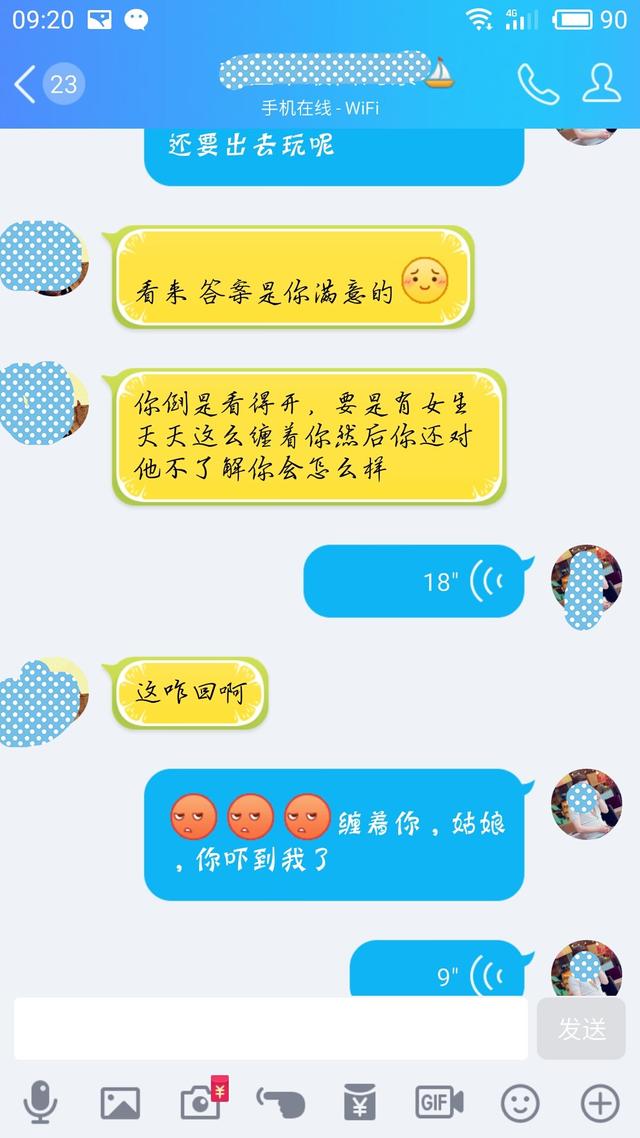 09:20
4G
90
23
手机在线 - WiFi
还要出去玩呢
看来 答案是你满意的
你倒是看得开，要是有女生
天天这么缠着你然后你还对
他不了解你会怎么样
18"
这咋回啊
缠着你，姑娘
，你吓到我了
9"
发送
¥
¥
GIF